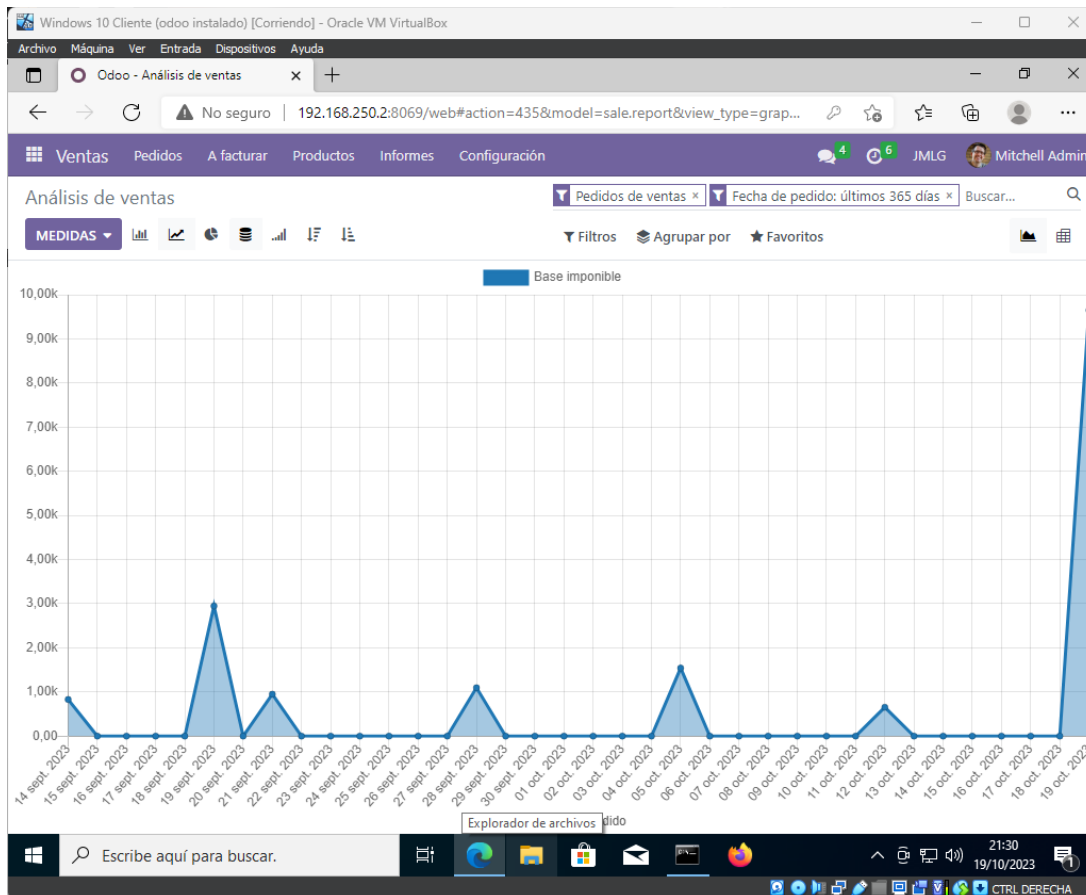 Windows 10 Cliente (odoo instalado) [Corriendo] - Oracle VM VirtualBox
Archivo Máquina Ver Entrada Dispositivos Ayuda
Odoo - Análisis de ventas
No seguro | 192.168.250.2:8069/web#action=435&model=sale.report&view_type=grap...
Ventas Pedidos A facturar Productos Informes Configuración 4 6 JMLG Mitchell Admin
Análisis de ventas
Pedidos de ventas × Fecha de pedido: últimos 365 días × Buscar...
MEDIDAS Filtros Agrupar por Favoritos
Base imponible
10,00k
9,00k
8,00k
7,00k
6,00k
5,00k
4,00k
3,00k
2,00k
1,00k
0,00
14 sept. 2023
15 sept. 2023
16 sept. 2023
17 sept. 2023
18 sept. 2023
19 sept. 2023
20 sept. 2023
21 sept. 2023
22 sept. 2023
23 sept. 2023
24 sept. 2023
25 sept. 2023
26 sept. 2023
27 sept. 2023
28 sept. 2023
29 sept. 2023
30 sept. 2023
01 oct. 2023
02 oct. 2023
03 oct. 2023
04 oct. 2023
05 oct. 2023
06 oct. 2023
07 oct. 2023
08 oct. 2023
09 oct. 2023
10 oct. 2023
11 oct. 2023
12 oct. 2023
13 oct. 2023
14 oct. 2023
15 oct. 2023
16 oct. 2023
17 oct. 2023
18 oct. 2023
19 oct. 2023
Explorador de archivos dido
Escribe aquí para buscar.
21:30
19/10/2023
1
CTRL DERECHA